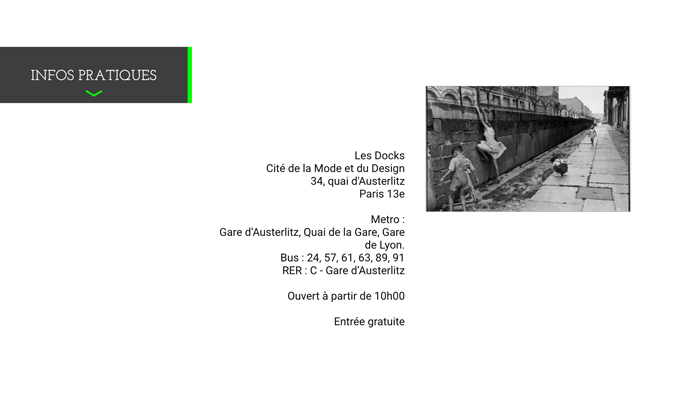 INFOS PRATIQUES
Les Docks
Cité de la Mode et du Design
34, quai d'Austerlitz
Paris 13e
Metro :
Gare d’Austerlitz, Quai de la Gare, Gare
de Lyon.
Bus : 24, 57, 61, 63, 89, 91
RER : C - Gare d’Austerlitz
Ouvert à partir de 10h00
Entrée gratuite